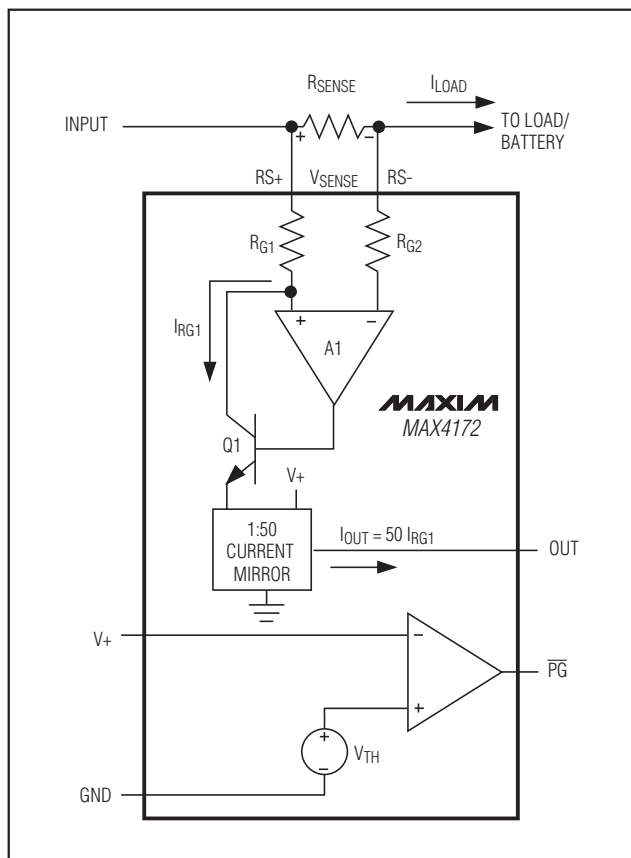 RSENSE
ILOAD
INPUT
+
-
TO LOAD/
BATTERY
RS+
VSENSE
RS-
RG1
RG2
IRG1
+
-
A1
MAXIM
MAX4172
Q1
V+
1:50
CURRENT
MIRROR
IOUT = 50 IRG1
OUT
V+
-
PG
+
+
VTH
-
GND